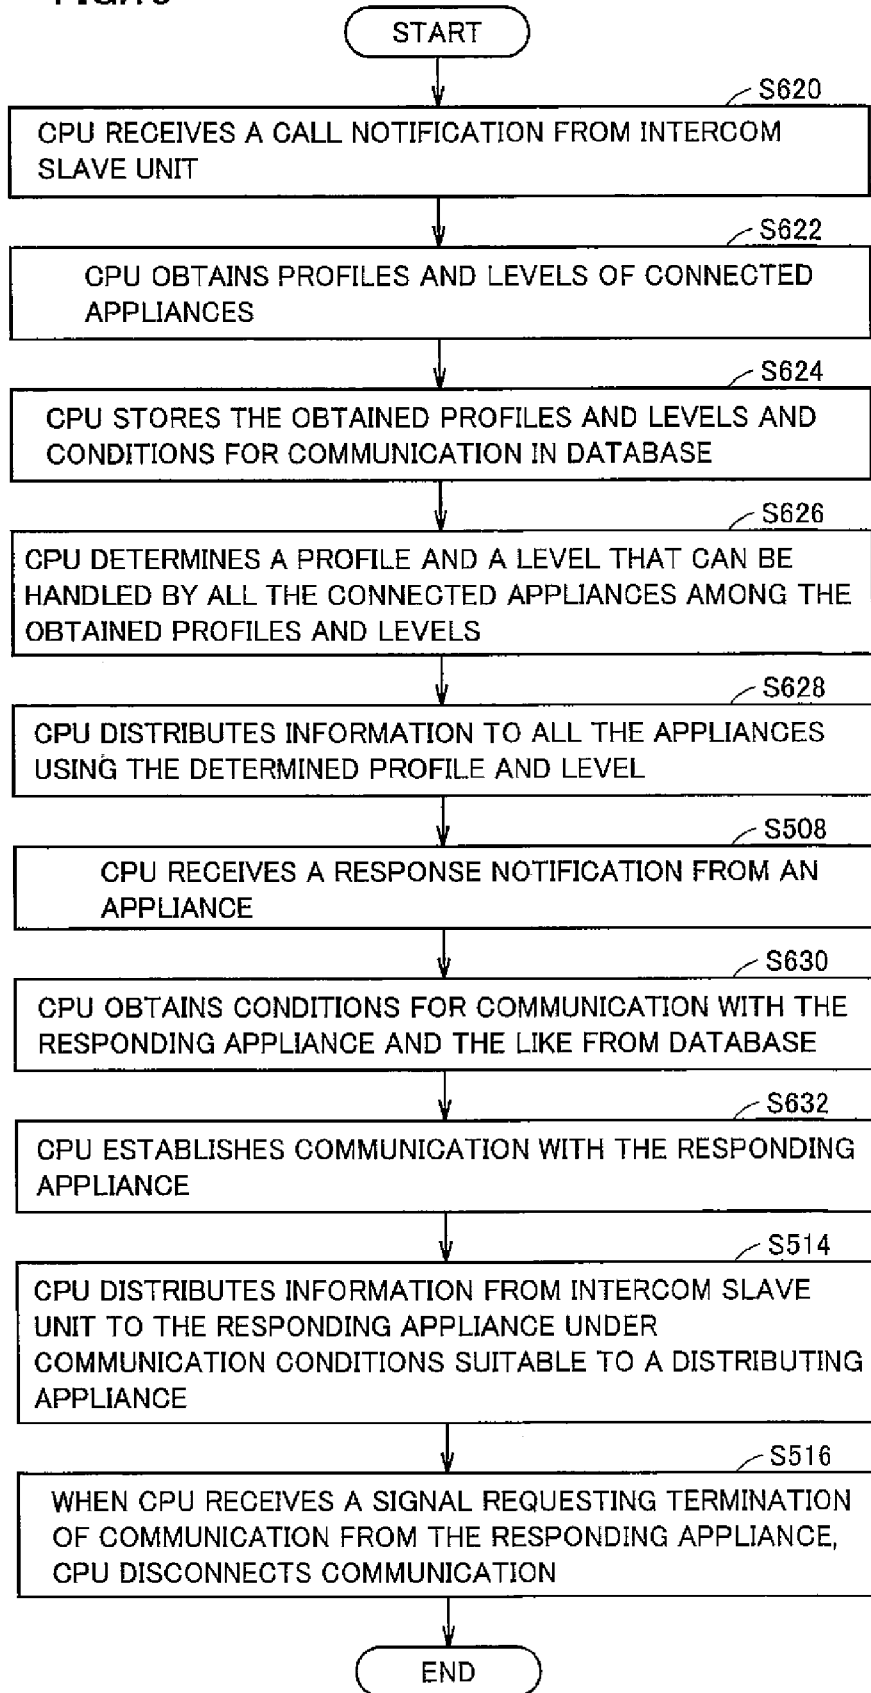 START
S620
CPU RECEIVES A CALL NOTIFICATION FROM INTERCOM
SLAVE UNIT
S622
CPU OBTAINS PROFILES AND LEVELS OF CONNECTED
APPLIANCES
S624
CPU STORES THE OBTAINED PROFILES AND LEVELS AND
CONDITIONS FOR COMMUNICATION IN DATABASE
S626
CPU DETERMINES A PROFILE AND A LEVEL THAT CAN BE
HANDLED BY ALL THE CONNECTED APPLIANCES AMONG THE
OBTAINED PROFILES AND LEVELS
S628
CPU DISTRIBUTES INFORMATION TO ALL THE APPLIANCES
USING THE DETERMINED PROFILE AND LEVEL
S508
CPU RECEIVES A RESPONSE NOTIFICATION FROM AN
APPLIANCE
S630
CPU OBTAINS CONDITIONS FOR COMMUNICATION WITH THE
RESPONDING APPLIANCE AND THE LIKE FROM DATABASE
S632
CPU ESTABLISHES COMMUNICATION WITH THE RESPONDING
APPLIANCE
S514
CPU DISTRIBUTES INFORMATION FROM INTERCOM SLAVE
UNIT TO THE RESPONDING APPLIANCE UNDER
COMMUNICATION CONDITIONS SUITABLE TO A DISTRIBUTING
APPLIANCE
S516
WHEN CPU RECEIVES A SIGNAL REQUESTING TERMINATION
OF COMMUNICATION FROM THE RESPONDING APPLIANCE,
CPU DISCONNECTS COMMUNICATION
END